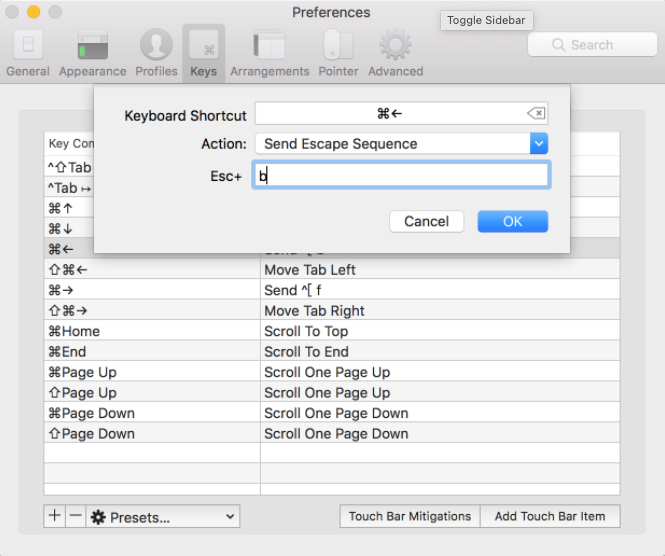 Preferences
Toggle Sidebar
General Appearance Profiles Keys Arrangements Pointer Advanced
Search
Keyboard Shortcut ⌘←
Action: Send Escape Sequence
Esc+ b
Cancel OK
Key Com
^⇧Tab
^Tab ↦
⌘↑
⌘↓
⌘← Send ^[ b
⇧⌘← Move Tab Left
⌘→ Send ^[ f
⇧⌘→ Move Tab Right
⌘Home Scroll To Top
⌘End Scroll To End
⌘Page Up Scroll One Page Up
⇧Page Up Scroll One Page Up
⌘Page Down Scroll One Page Down
⇧Page Down Scroll One Page Down
+ − Presets... Touch Bar Mitigations Add Touch Bar Item